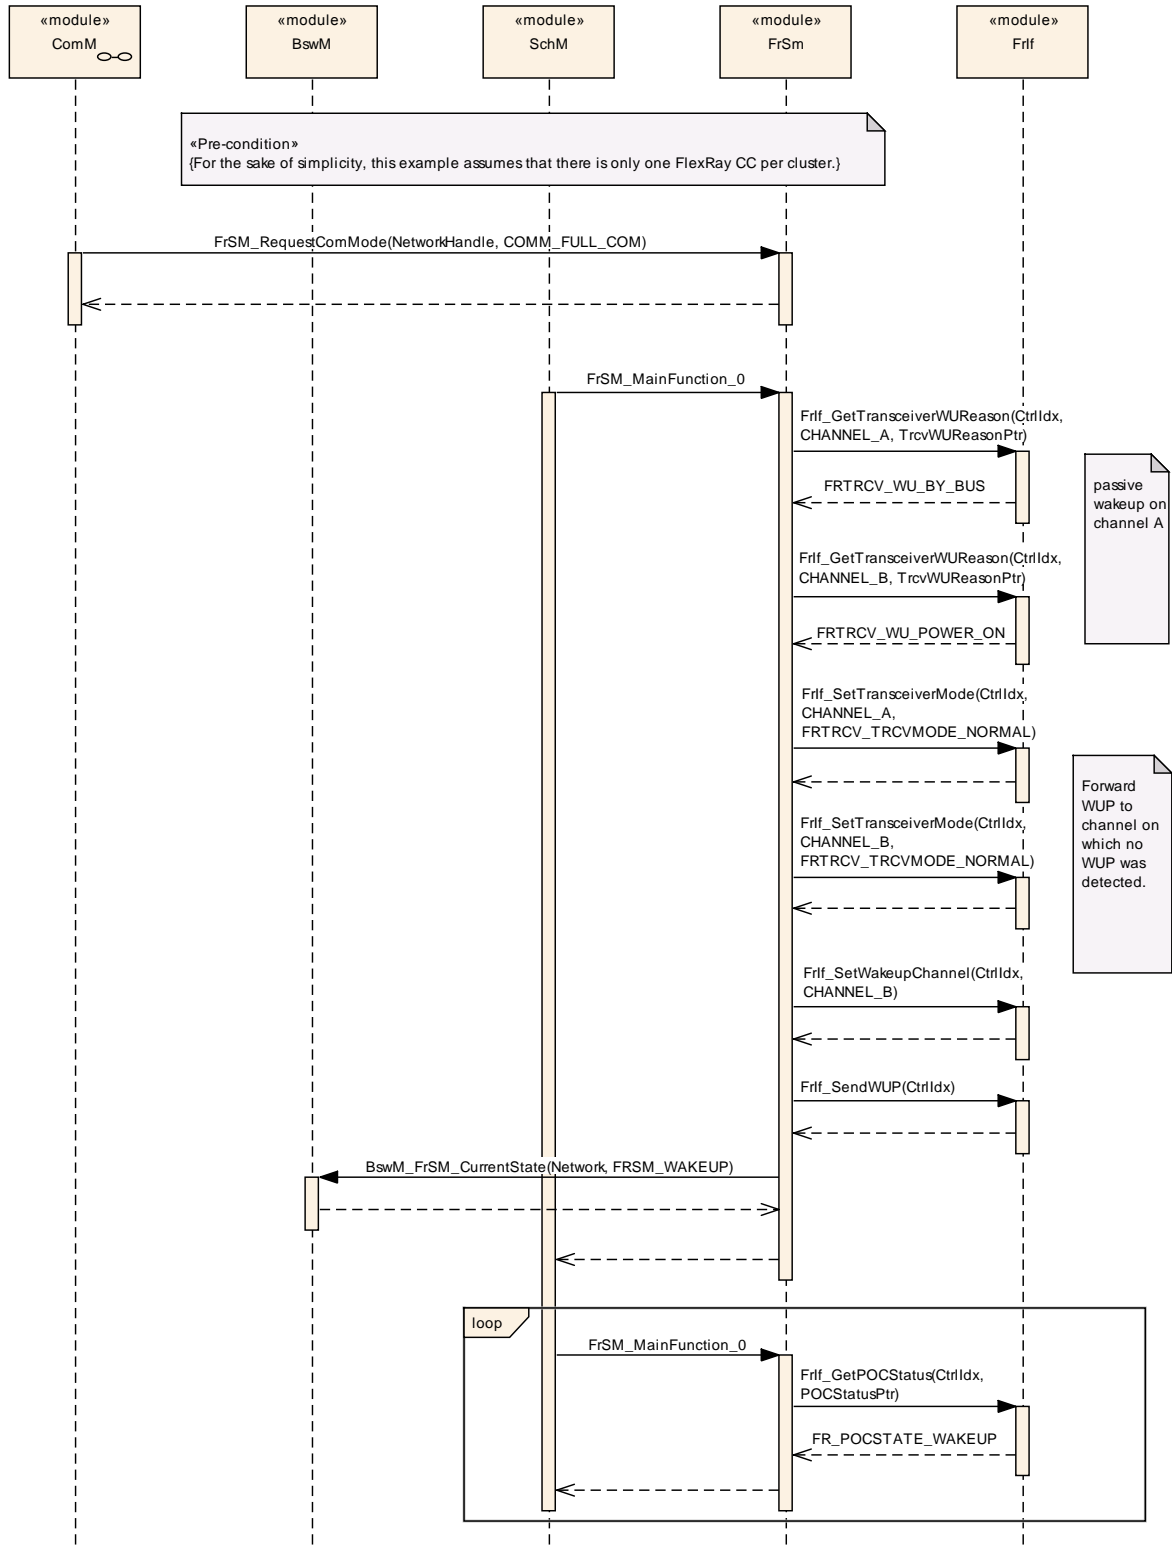 «module»
ComM
«module»
BswM
«module»
SchM
«module»
FrSm
«module»
FrIf
«Pre-condition»
{For the sake of simplicity, this example assumes that there is only one FlexRay CC per cluster.}
FrSM_RequestComMode(NetworkHandle, COMM_FULL_COM)
FrSM_MainFunction_0
FrIf_GetTransceiverWUReason(CtrlIdx,
CHANNEL_A, TrcvWUReasonPtr)
FRTRCV_WU_BY_BUS
passive
wakeup on
channel A
FrIf_GetTransceiverWUReason(CtrlIdx,
CHANNEL_B, TrcvWUReasonPtr)
FRTRCV_WU_POWER_ON
FrIf_SetTransceiverMode(CtrlIdx,
CHANNEL_A,
FRTRCV_TRCVMODE_NORMAL)
Forward
WUP to
channel on
which no
WUP was
detected.
FrIf_SetTransceiverMode(CtrlIdx,
CHANNEL_B,
FRTRCV_TRCVMODE_NORMAL)
FrIf_SetWakeupChannel(CtrlIdx,
CHANNEL_B)
FrIf_SendWUP(CtrlIdx)
BswM_FrSM_CurrentState(Network, FRSM_WAKEUP)
loop
FrSM_MainFunction_0
FrIf_GetPOCStatus(CtrlIdx,
POCStatusPtr)
FR_POCSTATE_WAKEUP